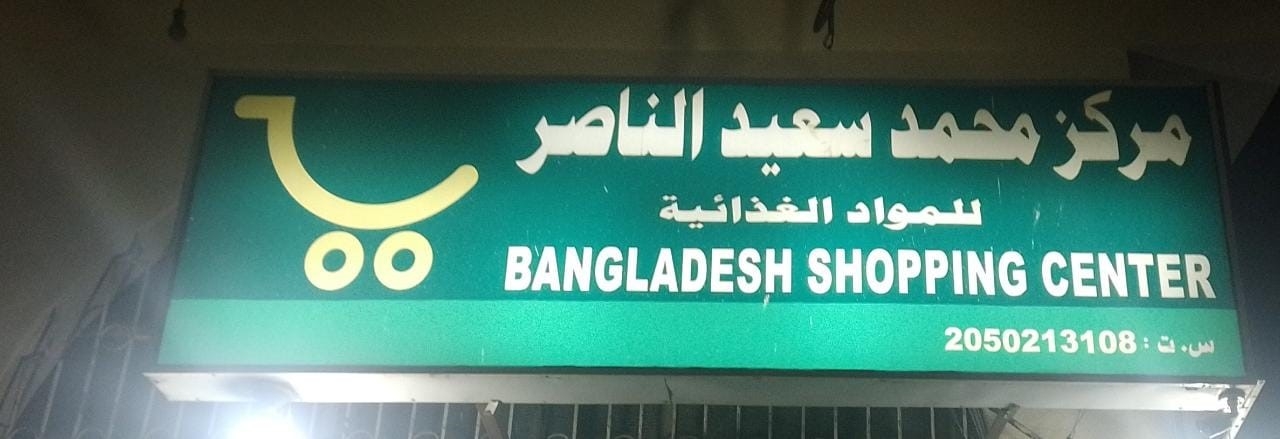 مركز محمد سعيد الناصر
للمواد الغذائية
BANGLADESH SHOPPING CENTER
س. ت : 2050213108